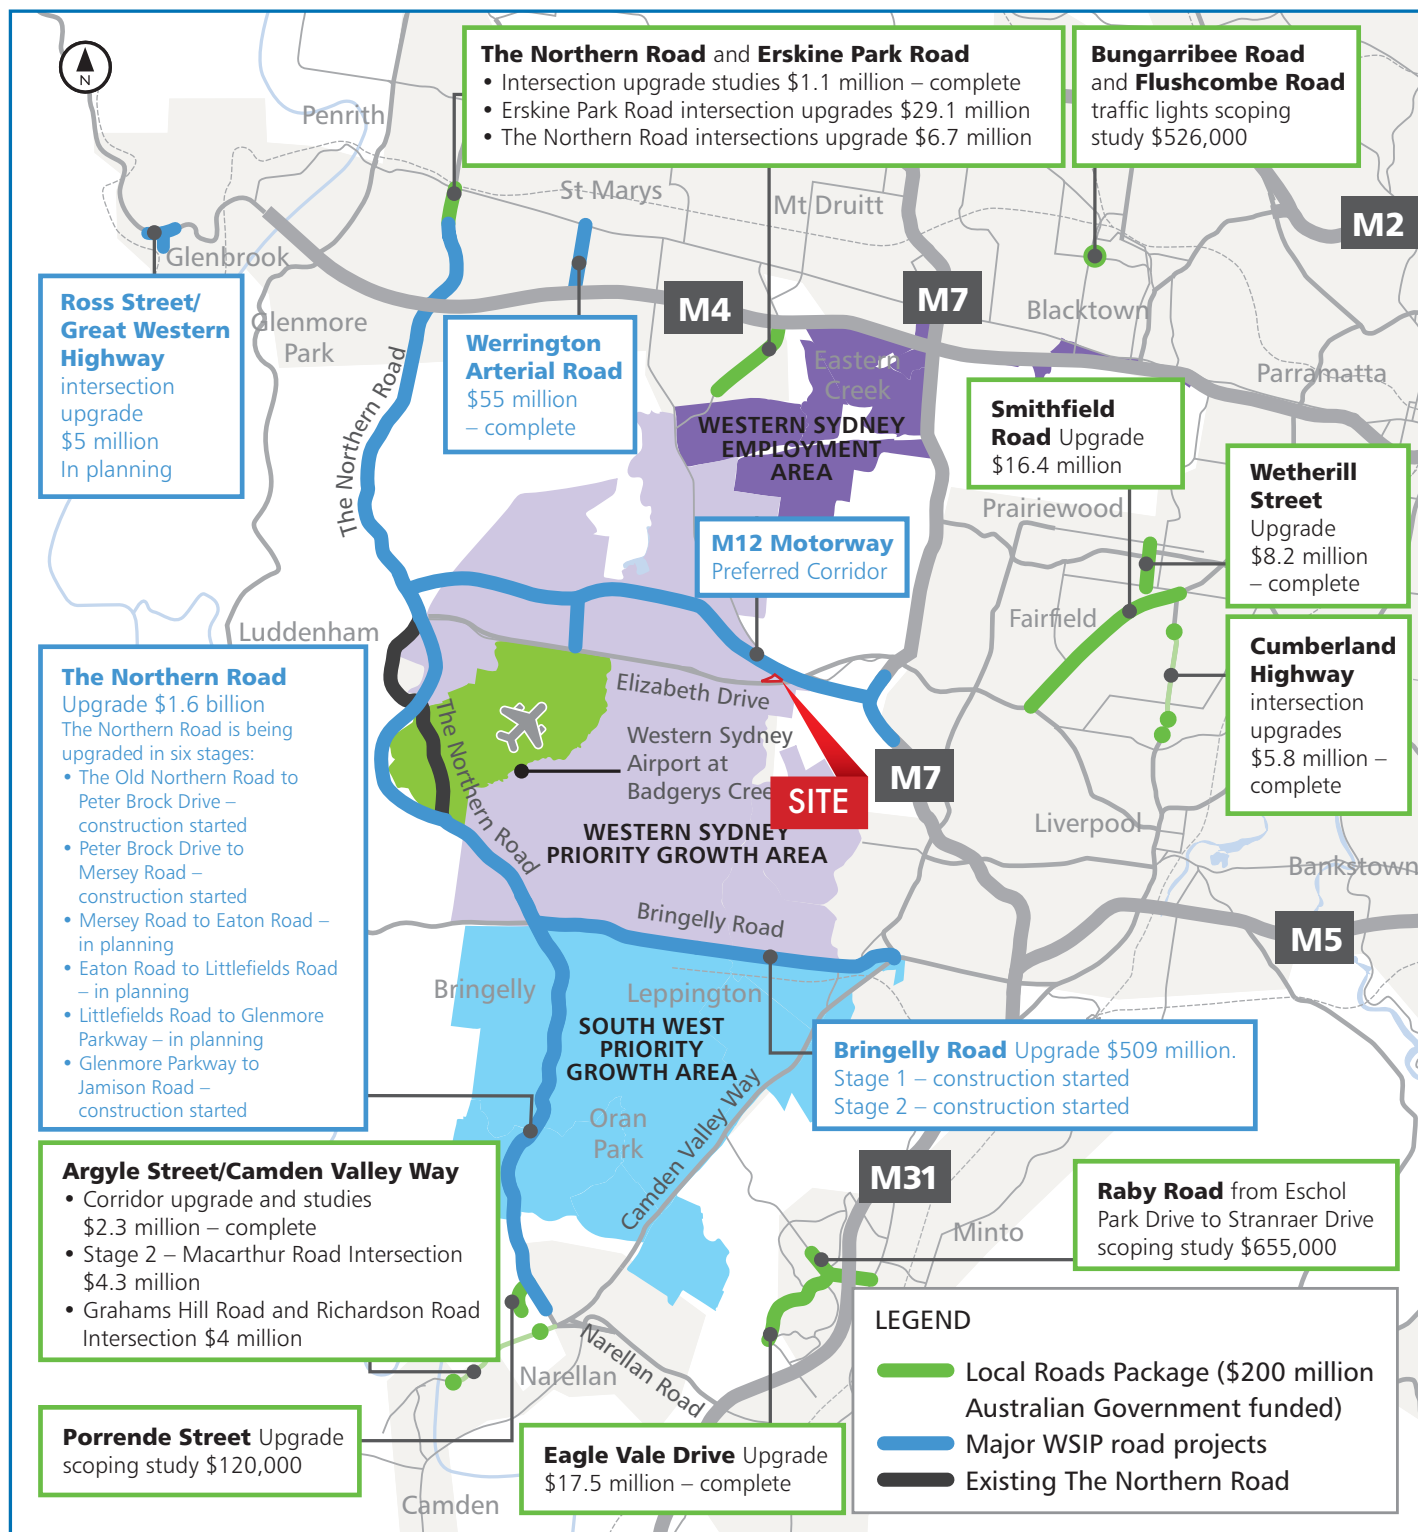 N
The Northern Road and Erskine Park Road
• Intersection upgrade studies $1.1 million – complete
• Erskine Park Road intersection upgrades $29.1 million
• The Northern Road intersections upgrade $6.7 million
Bungarribee Road
and Flushcombe Road
traffic lights scoping
study $526,000
Penrith
St Marys
Mt Druitt
M2
Glenbrook
Ross Street/
Great Western
Highway
intersection
upgrade
$5 million
In planning
Glenmore
Park
The Northern Road
Werrington
Arterial Road
$55 million
– complete
M4
M7
Blacktown
Eastern
Creek
Parramatta
WESTERN SYDNEY
EMPLOYMENT
AREA
Smithfield
Road Upgrade
$16.4 million
Wetherill
Street
Upgrade
$8.2 million
– complete
Prairiewood
M12 Motorway
Preferred Corridor
Fairfield
Luddenham
Cumberland
Highway
intersection
upgrades
$5.8 million –
complete
The Northern Road
Upgrade $1.6 billion
The Northern Road is being
upgraded in six stages:
• The Old Northern Road to
Peter Brock Drive –
construction started
• Peter Brock Drive to
Mersey Road –
construction started
• Mersey Road to Eaton Road –
in planning
• Eaton Road to Littlefields Road
– in planning
• Littlefields Road to Glenmore
Parkway – in planning
• Glenmore Parkway to
Jamison Road –
construction started
Elizabeth Drive
The Northern Road
Western Sydney
Airport at
Badgerys Cree
SITE
M7
WESTERN SYDNEY
PRIORITY GROWTH AREA
Liverpool
Bankstown
Bringelly Road
M5
Bringelly
Leppington
SOUTH WEST
PRIORITY
GROWTH AREA
Bringelly Road Upgrade $509 million.
Stage 1 – construction started
Stage 2 – construction started
Oran
Park
Camden Valley Way
Argyle Street/Camden Valley Way
• Corridor upgrade and studies
$2.3 million – complete
• Stage 2 – Macarthur Road Intersection
$4.3 million
• Grahams Hill Road and Richardson Road
Intersection $4 million
M31
Minto
Raby Road from Eschol
Park Drive to Stranraer Drive
scoping study $655,000
Narellan
Narellan Road
Porrende Street Upgrade
scoping study $120,000
Camden
Eagle Vale Drive Upgrade
$17.5 million – complete
LEGEND
Local Roads Package ($200 million
Australian Government funded)
Major WSIP road projects
Existing The Northern Road